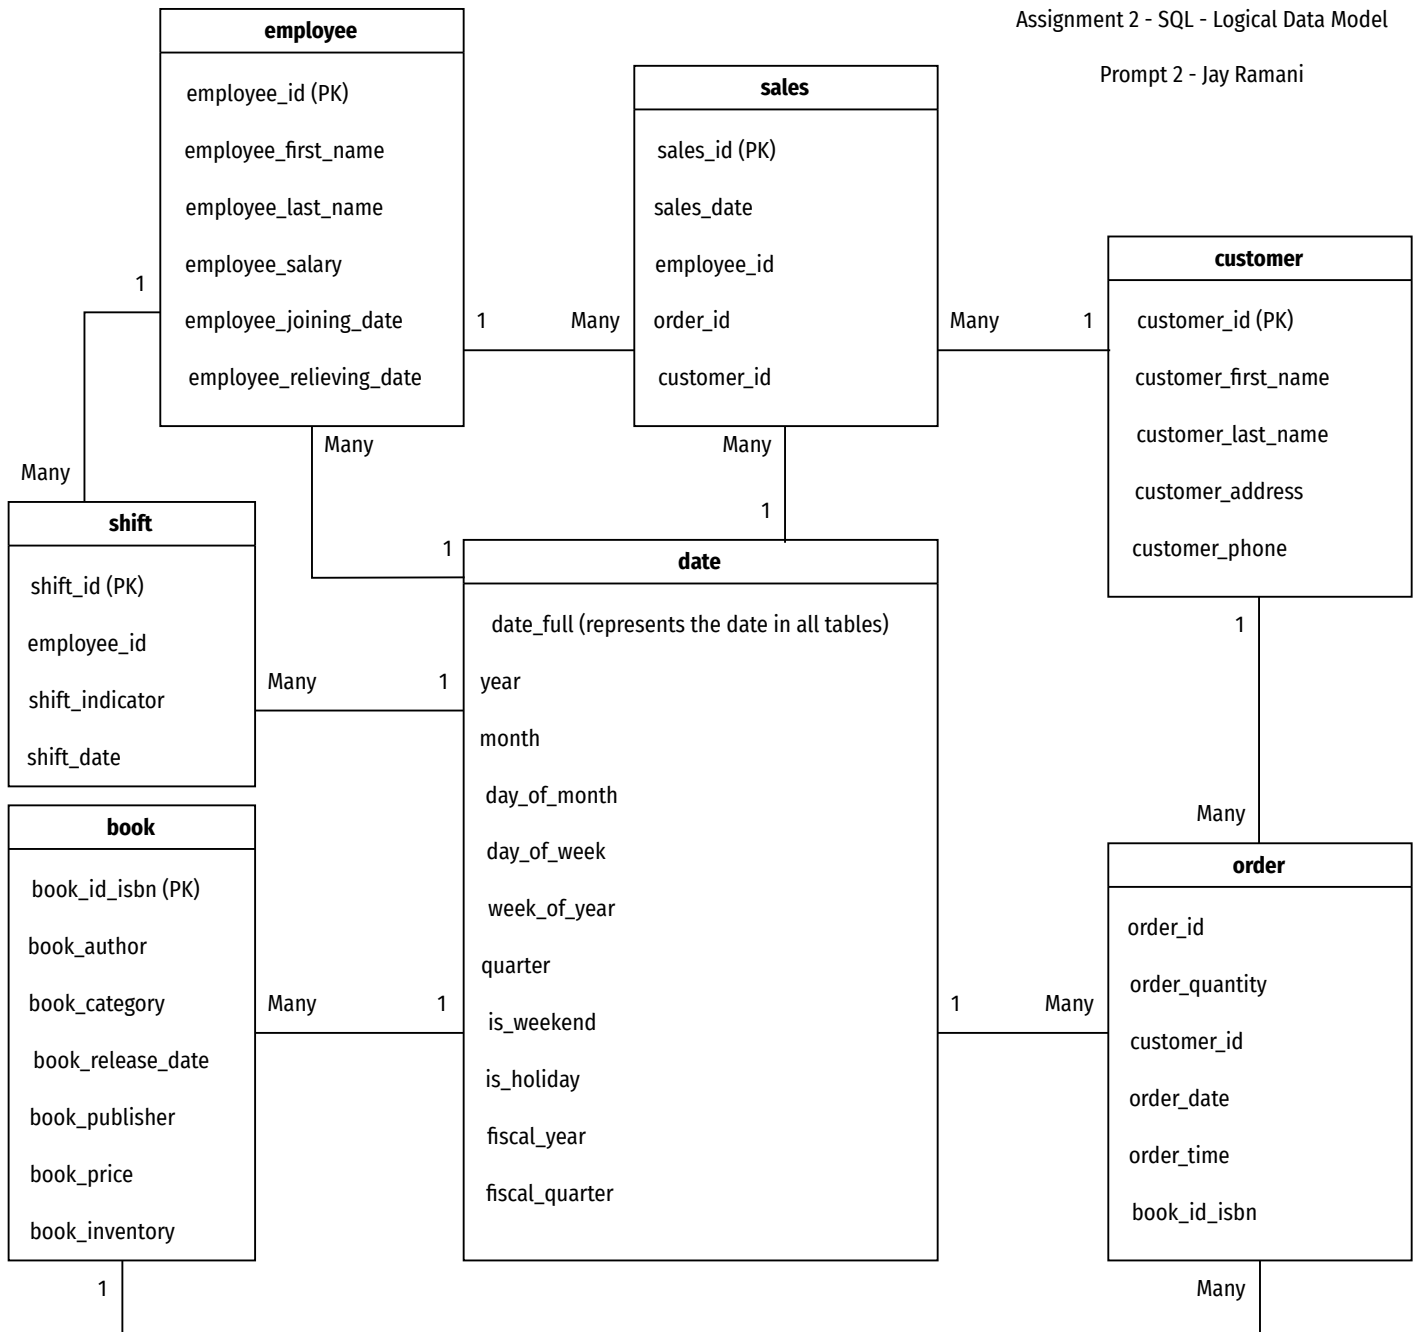 Assignment 2 - SQL - Logical Data Model
Prompt 2 - Jay Ramani
employee
employee_id (PK)
employee_first_name
employee_last_name
employee_salary
employee_joining_date
employee_relieving_date
sales
sales_id (PK)
sales_date
employee_id
order_id
customer_id
customer
customer_id (PK)
customer_first_name
customer_last_name
customer_address
customer_phone
1
Many
1
Many
Many
1
Many
1
Many
1
shift
shift_id (PK)
employee_id
shift_indicator
shift_date
Many
1
date
date_full (represents the date in all tables)
year
month
day_of_month
day_of_week
week_of_year
quarter
is_weekend
is_holiday
fiscal_year
fiscal_quarter
1
Many
book
book_id_isbn (PK)
book_author
book_category
book_release_date
book_publisher
book_price
book_inventory
Many
1
1
Many
order
order_id
order_quantity
customer_id
order_date
order_time
book_id_isbn
1
Many